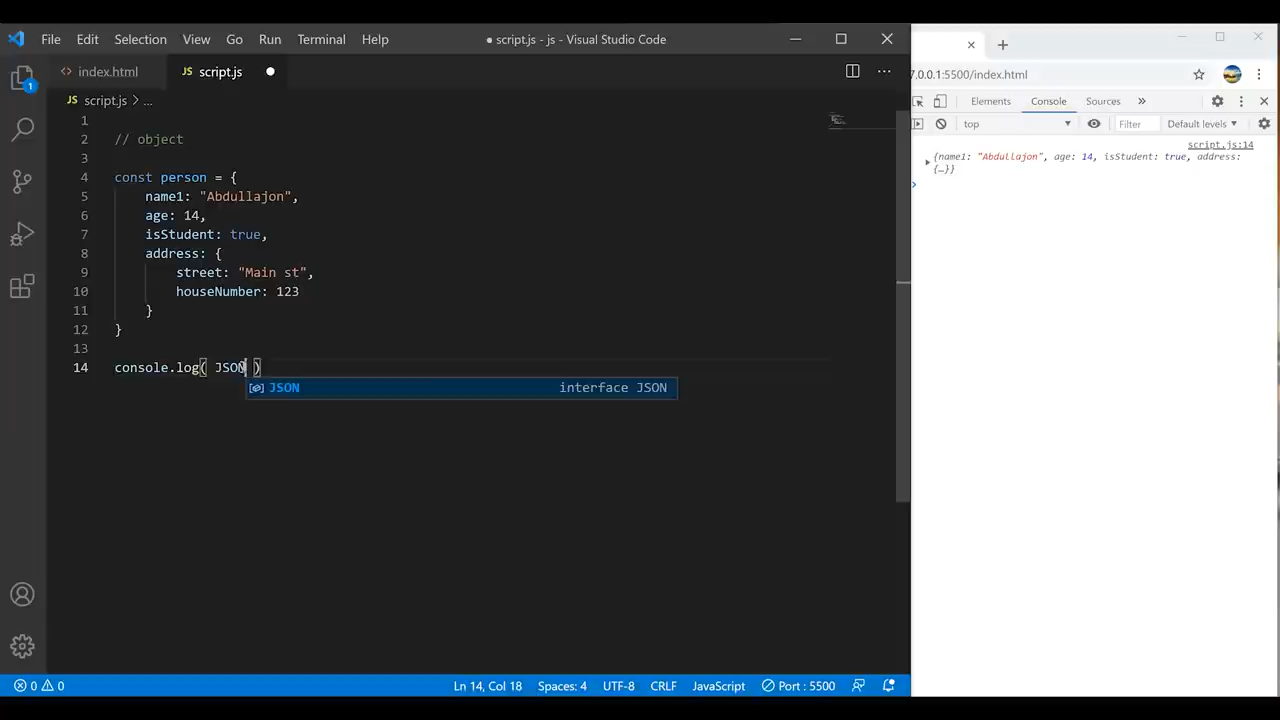 File Edit Selection View Go Run Terminal Help
● script.js - js - Visual Studio Code
<> index.html
JS script.js ●
JS script.js > ...
1
2 // object
3
4 const person = {
5 name1: "Abdullajon",
6 age: 14,
7 isStudent: true,
8 address: {
9 street: "Main st",
10 houseNumber: 123
11 }
12 }
13
14 console.log( JSON )
JSON interface JSON
1
0 0
Ln 14, Col 18 Spaces: 4 UTF-8 CRLF JavaScript Port : 5500
7.0.0.1:5500/index.html
Elements Console Sources »
top Filter Default levels
script.js:14
{name1: "Abdullajon", age: 14, isStudent: true, address:
{…}}